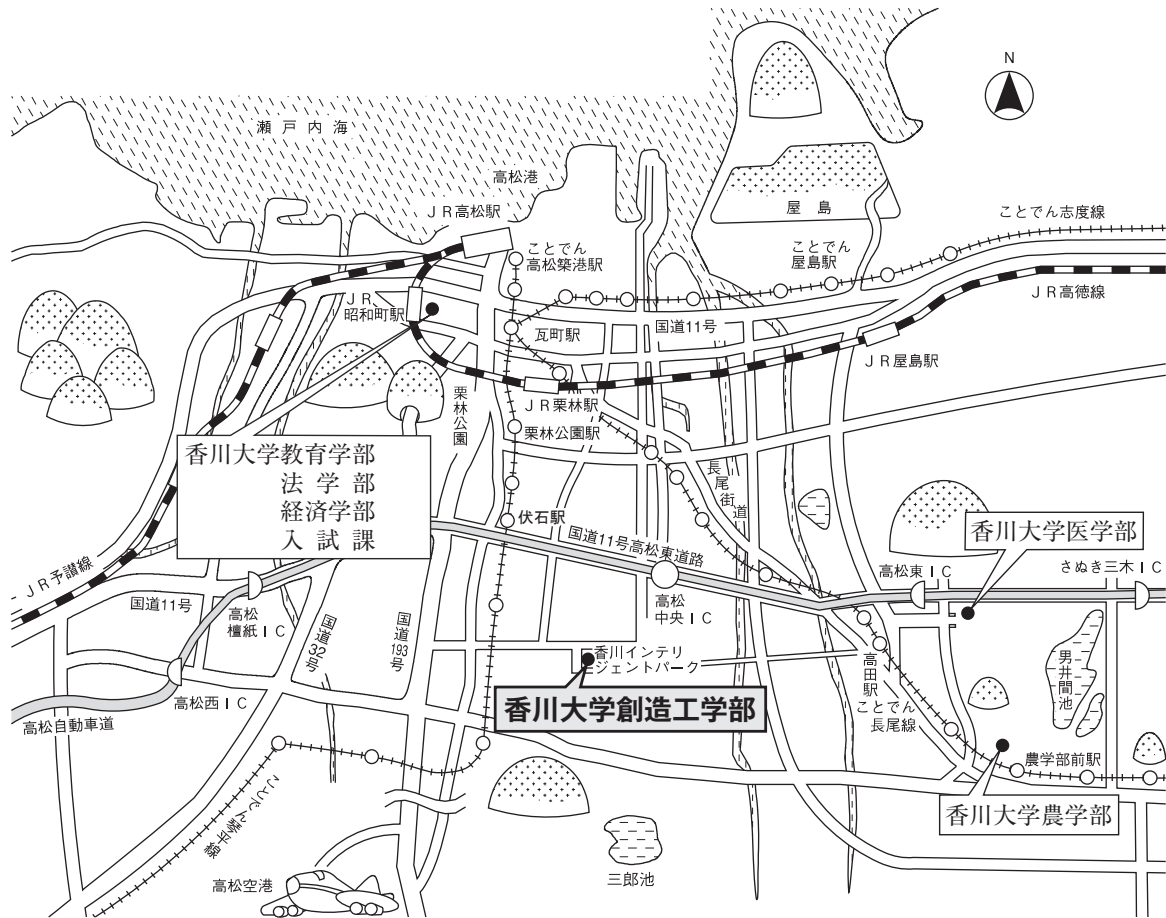 N
瀬戸内海
高松港
JR高松駅
ことでん
高松築港駅
屋島
ことでん志度線
ことでん
屋島駅
JR高徳線
JR
昭和町駅
瓦町駅
国道11号
JR屋島駅
栗林公園
JR栗林駅
栗林公園駅
長尾街道
香川大学教育学部
法学部
経済学部
入試課
伏石駅
国道11号高松東道路
香川大学医学部
高松東IC
さぬき三木IC
JR予讃線
国道11号
高松
檀紙IC
国道32号
国道193号
高松
中央IC
香川インテリ
ジェントパーク
香川大学創造工学部
高田駅
ことでん
長尾線
男井間池
高松西IC
高松自動車道
農学部前駅
香川大学農学部
ことでん琴平線
高松空港
三郎池